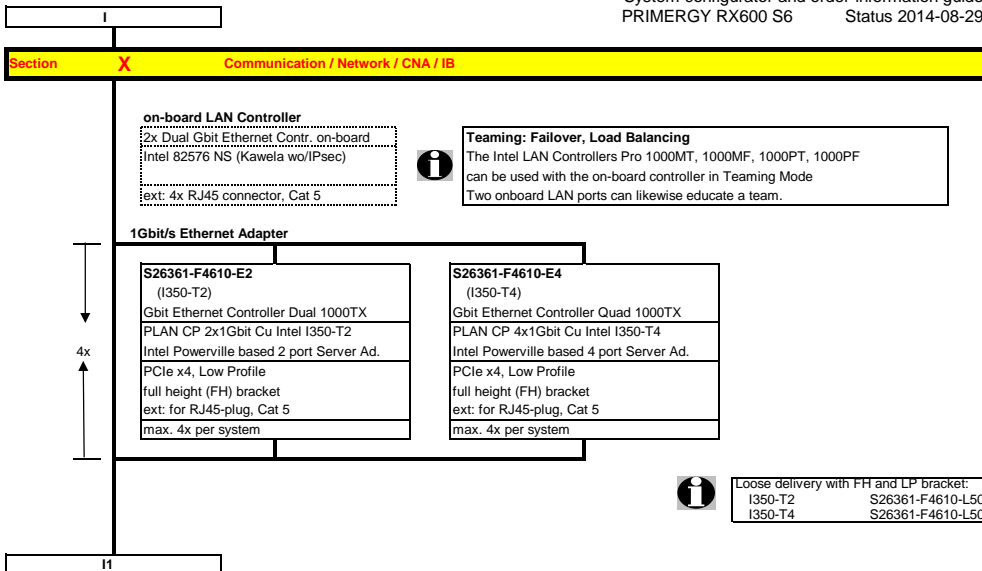 System configurator and order-information guide
PRIMERGY RX600 S6 Status 2014-08-29
I
Section X Communication / Network / CNA / IB
on-board LAN Controller
2x Dual Gbit Ethernet Contr. on-board
Intel 82576 NS (Kawela wo/IPsec)
ext: 4x RJ45 connector, Cat 5
Teaming: Failover, Load Balancing
The Intel LAN Controllers Pro 1000MT, 1000MF, 1000PT, 1000PF
can be used with the on-board controller in Teaming Mode
Two onboard LAN ports can likewise educate a team.
1Gbit/s Ethernet Adapter
4x
S26361-F4610-E2
(I350-T2)
Gbit Ethernet Controller Dual 1000TX
PLAN CP 2x1Gbit Cu Intel I350-T2
Intel Powerville based 2 port Server Ad.
PCIe x4, Low Profile
full height (FH) bracket
ext: for RJ45-plug, Cat 5
max. 4x per system
S26361-F4610-E4
(I350-T4)
Gbit Ethernet Controller Quad 1000TX
PLAN CP 4x1Gbit Cu Intel I350-T4
Intel Powerville based 4 port Server Ad.
PCIe x4, Low Profile
full height (FH) bracket
ext: for RJ45-plug, Cat 5
max. 4x per system
Loose delivery with FH and LP bracket:
I350-T2 S26361-F4610-L50
I350-T4 S26361-F4610-L50
I1